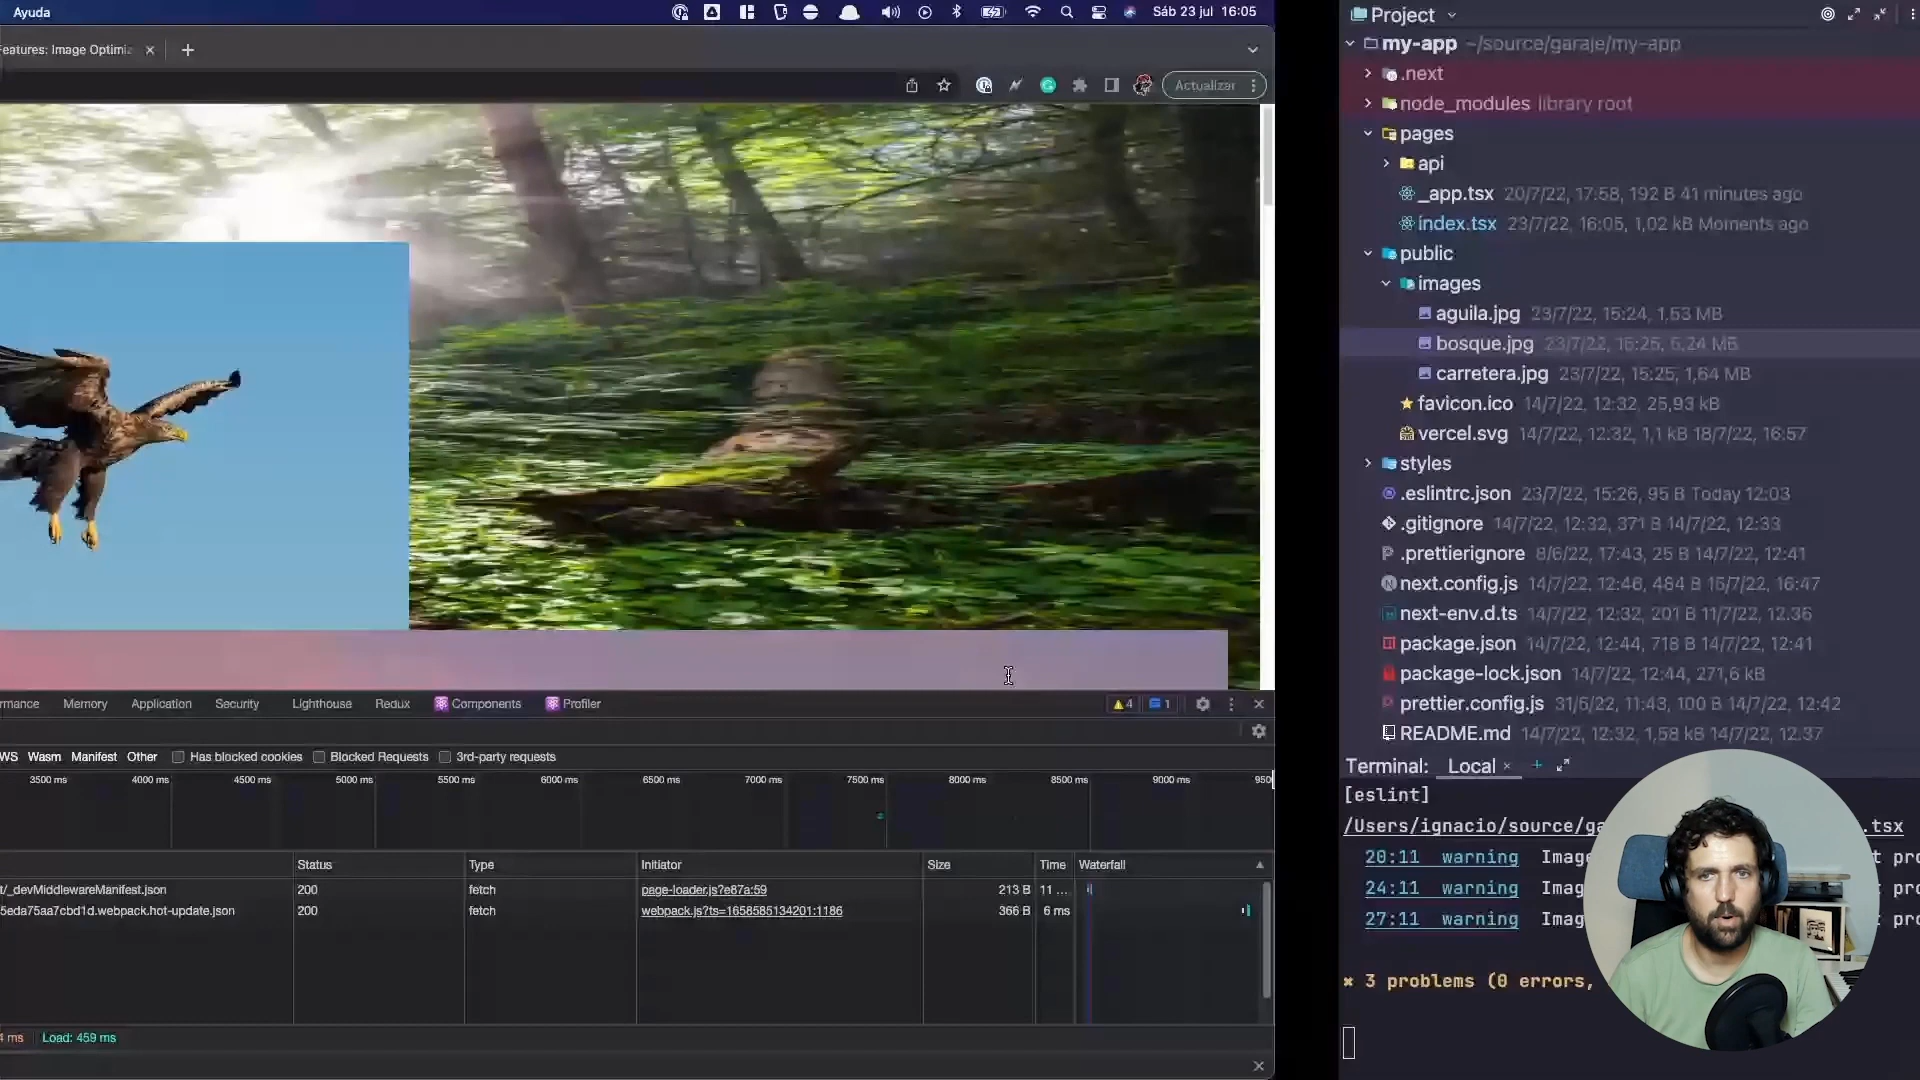 Ayuda
Sáb 23 jul 16:05
Features: Image Optimiz
Actualizar
rmance
Memory
Application
Security
Lighthouse
Redux
Components
Profiler
4
1
WS
Wasm
Manifest
Other
Has blocked cookies
Blocked Requests
3rd-party requests
3500 ms
4000 ms
4500 ms
5000 ms
5500 ms
6000 ms
6500 ms
7000 ms
7500 ms
8000 ms
8500 ms
9000 ms
950
Status
Type
Initiator
Size
Time
Waterfall
t/_devMiddlewareManifest.json 200 fetch page-loader.js?e87a:59 213 B 11 ...
5eda75aa7cbd1d.webpack.hot-update.json 200 fetch webpack.js?ts=1658585134201:1186 366 B 6 ms
4 ms
Load: 459 ms
Project
my-app ~/source/garaje/my-app
.next
node_modules library root
pages
api
_app.tsx 20/7/22, 17:58, 192 B 41 minutes ago
index.tsx 23/7/22, 16:05, 1,02 kB Moments ago
public
images
aguila.jpg 23/7/22, 15:24, 1,53 MB
bosque.jpg 23/7/22, 15:25, 5,24 MB
carretera.jpg 23/7/22, 15:25, 1,64 MB
favicon.ico 14/7/22, 12:32, 25,93 kB
vercel.svg 14/7/22, 12:32, 1,1 kB 18/7/22, 16:57
styles
.eslintrc.json 23/7/22, 15:26, 95 B Today 12:03
.gitignore 14/7/22, 12:32, 371 B 14/7/22, 12:33
.prettierignore 8/6/22, 17:43, 25 B 14/7/22, 12:41
next.config.js 14/7/22, 12:46, 484 B 15/7/22, 16:47
next-env.d.ts 14/7/22, 12:32, 201 B 11/7/22, 12:36
package.json 14/7/22, 12:44, 718 B 14/7/22, 12:41
package-lock.json 14/7/22, 12:44, 271,6 kB
prettier.config.js 31/6/22, 11:43, 100 B 14/7/22, 12:42
README.md 14/7/22, 12:32, 1,58 kB 14/7/22, 12:37
Terminal: Local
[eslint]
/Users/ignacio/source/ga .tsx
20:11 warning Imag t pro
24:11 warning Imag pro
27:11 warning Imag pro
✖ 3 problems (0 errors,